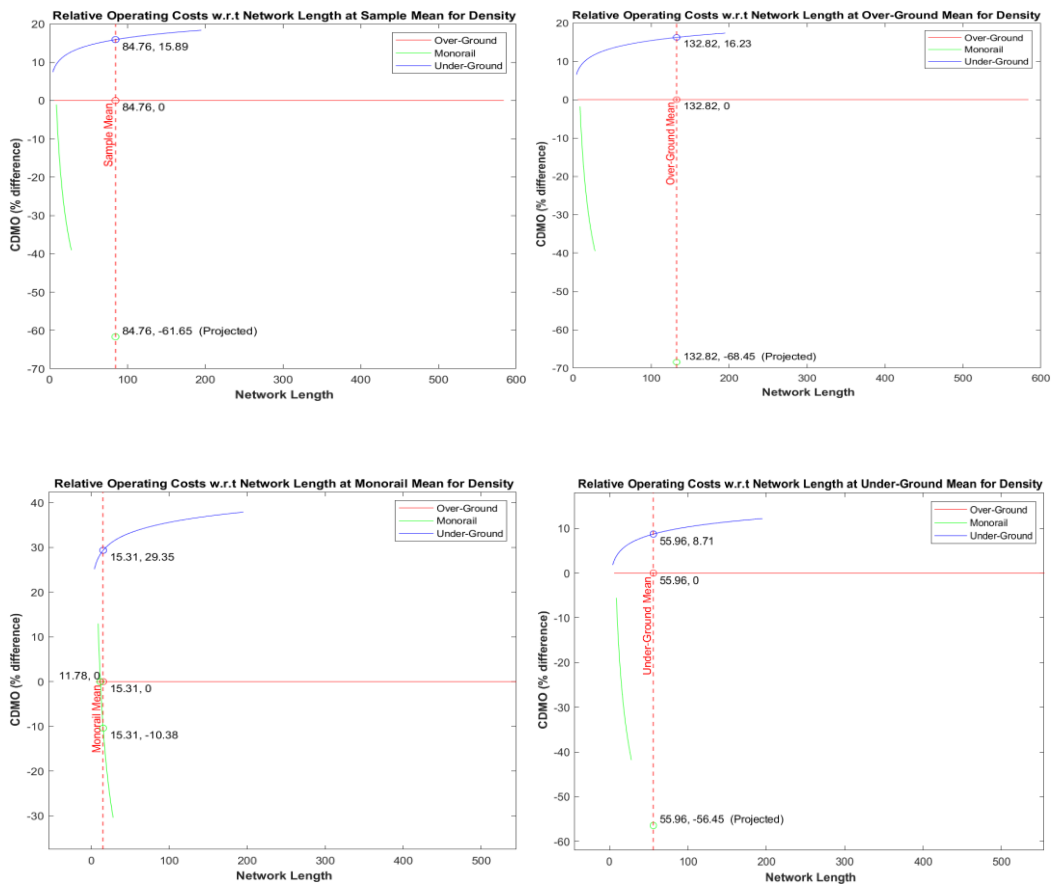 Relative Operating Costs w.r.t Network Length at Sample Mean for Density
20
10
0
-10
-20
-30
-40
-50
-60
-70
CDMO (% difference)
84.76, 15.89
84.76, 0
Sample Mean
84.76, -61.65 (Projected)
Over-Ground
Monorail
Under-Ground
0 100 200 300 400 500 600
Network Length
Relative Operating Costs w.r.t Network Length at Over-Ground Mean for Density
20
10
0
-10
-20
-30
-40
-50
-60
-70
CDMO (% difference)
132.82, 16.23
132.82, 0
Over-Ground Mean
132.82, -68.45 (Projected)
Over-Ground
Monorail
Under-Ground
0 100 200 300 400 500 600
Network Length
Relative Operating Costs w.r.t Network Length at Monorail Mean for Density
40
30
20
10
0
-10
-20
-30
CDMO (% difference)
15.31, 29.35
11.78, 0
15.31, 0
Monorail Mean
15.31, -10.38
Over-Ground
Monorail
Under-Ground
0 100 200 300 400 500
Network Length
Relative Operating Costs w.r.t Network Length at Under-Ground Mean for Density
10
0
-10
-20
-30
-40
-50
-60
CDMO (% difference)
55.96, 8.71
55.96, 0
Under-Ground Mean
55.96, -56.45 (Projected)
Over-Ground
Monorail
Under-Ground
0 100 200 300 400 500
Network Length